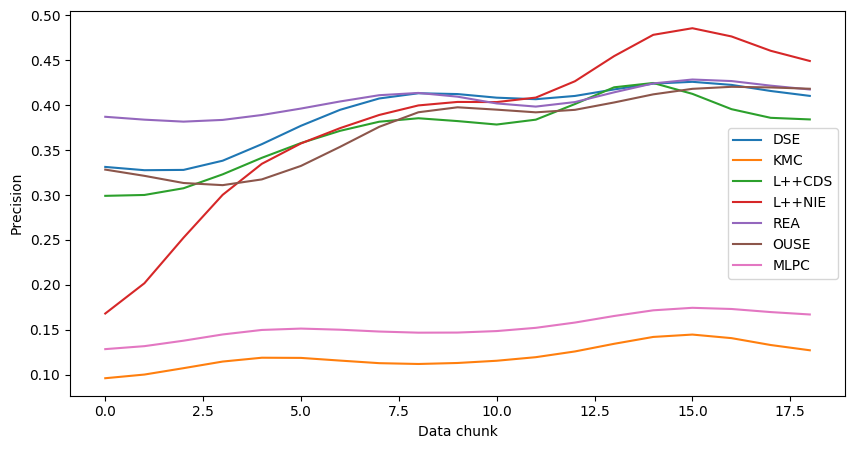 0.50
0.45
0.40
0.35
0.30
0.25
0.20
0.15
0.10
Precision
0.0 2.5 5.0 7.5 10.0 12.5 15.0 17.5
Data chunk
DSE
KMC
L++CDS
L++NIE
REA
OUSE
MLPC